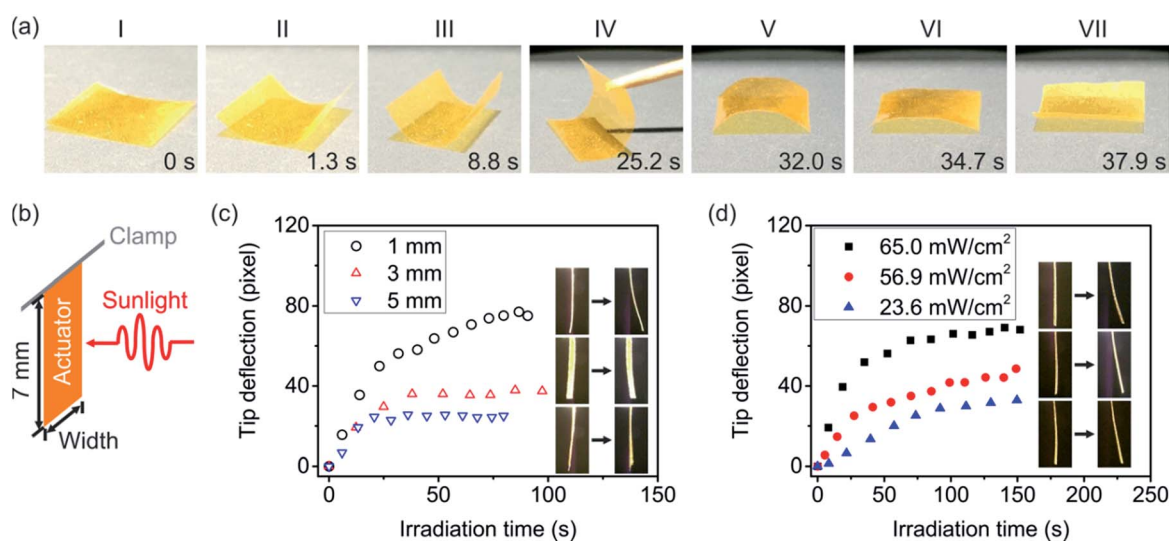 (a)
I II III IV V VI VII
0 s 1.3 s 8.8 s 25.2 s 32.0 s 34.7 s 37.9 s
(b)
Clamp
Sunlight
Actuator
7 mm
Width
(c)
120
80
40
0
Tip deflection (pixel)
1 mm
3 mm
5 mm
0 50 100 150
Irradiation time (s)
(d)
120
80
40
0
Tip deflection (pixel)
65.0 mW/cm²
56.9 mW/cm²
23.6 mW/cm²
0 50 100 150 200 250
Irradiation time (s)